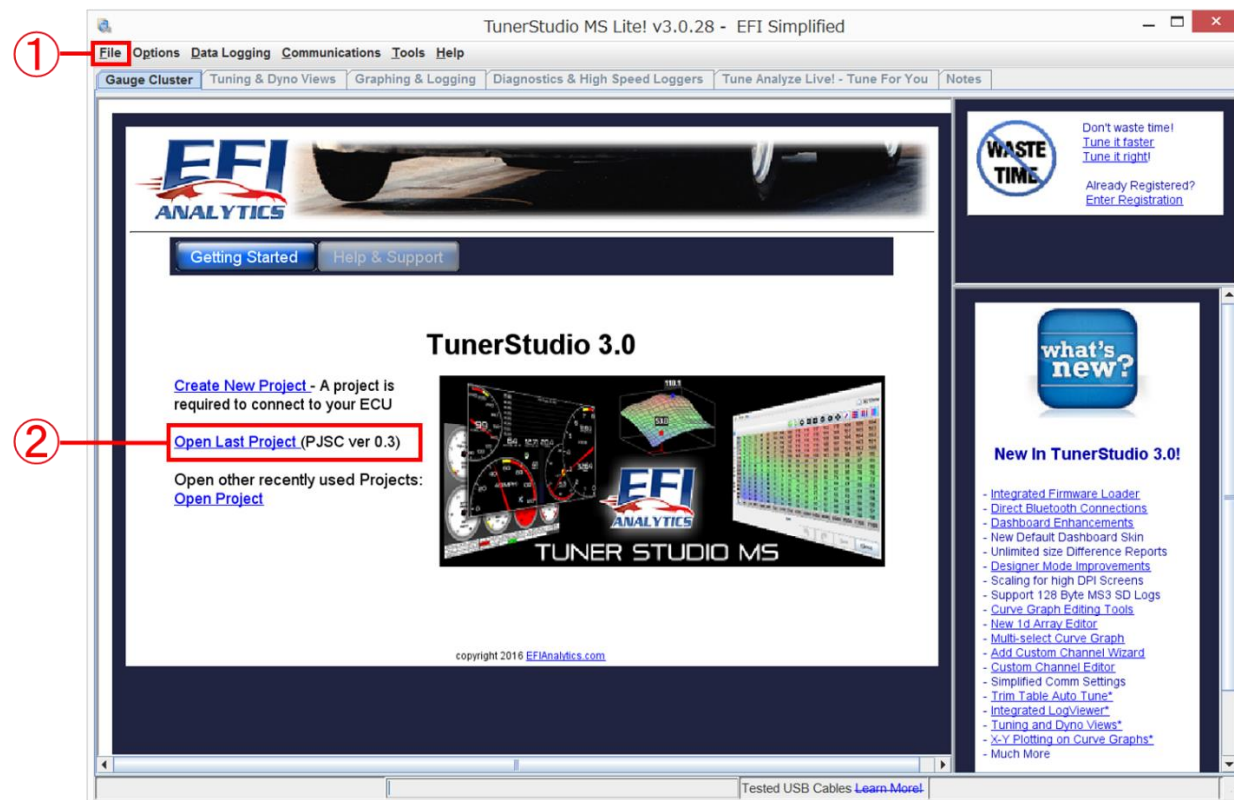 TunerStudio MS Lite! v3.0.28 - EFI Simplified
①
File Options Data Logging Communications Tools Help
Gauge Cluster Tuning & Dyno Views Graphing & Logging Diagnostics & High Speed Loggers Tune Analyze Live! - Tune For You Notes
EFI
ANALYTICS
Getting Started Help & Support
TunerStudio 3.0
Create New Project - A project is
required to connect to your ECU
②
Open Last Project (PJSC ver 0.3)
Open other recently used Projects:
Open Project
110.1
53.0
EFI
ANALYTICS
TUNER STUDIO MS
copyright 2016 EFIAnalytics.com
WASTE
TIME
Don't waste time!
Tune it faster
Tune it right!
Already Registered?
Enter Registration
what's
new?
New In TunerStudio 3.0!
- Integrated Firmware Loader
- Direct Bluetooth Connections
- Dashboard Enhancements
- New Default Dashboard Skin
- Unlimited size Difference Reports
- Designer Mode Improvements
- Scaling for high DPI Screens
- Support 128 Byte MS3 SD Logs
- Curve Graph Editing Tools
- New 1d Array Editor
- Multi-select Curve Graph
- Add Custom Channel Wizard
- Custom Channel Editor
- Simplified Comm Settings
- Trim Table Auto Tune*
- Integrated LogViewer*
- Tuning and Dyno Views*
- X-Y Plotting on Curve Graphs*
- Much More
Tested USB Cables Learn More!